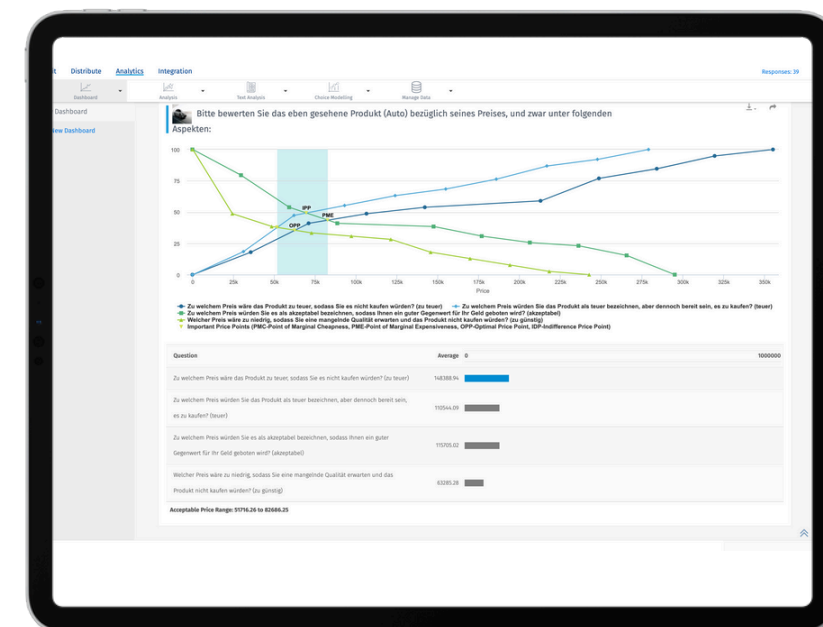 t Distribute Analytics Integration Responses: 39
Dashboard Analysis Text Analysis Choice Modelling Manage Data
Dashboard
ew Dashboard
Bitte bewerten Sie das eben gesehene Produkt (Auto) bezüglich seines Preises, und zwar unter folgenden
Aspekten:
100
75
50
25
0
IPP
PME
OPP
0 25k 50k 75k 100k 125k 150k 175k 200k 225k 250k 275k 300k 325k 350k
Price
Zu welchem Preis wäre das Produkt zu teuer, sodass Sie es nicht kaufen würden? (zu teuer) Zu welchem Preis würden Sie das Produkt als teuer bezeichnen, aber dennoch bereit sein, es zu kaufen? (teuer)
Zu welchem Preis würden Sie es als akzeptabel bezeichnen, sodass Ihnen ein guter Gegenwert für Ihr Geld geboten wird? (akzeptabel)
Welcher Preis wäre zu niedrig, sodass Sie eine mangelnde Qualität erwarten und das Produkt nicht kaufen würden? (zu günstig)
Important Price Points (PMC-Point of Marginal Cheapness, PME-Point of Marginal Expensiveness, OPP-Optimal Price Point, IDP-Indifference Price Point)
Question Average 0 1000000
Zu welchem Preis wäre das Produkt zu teuer, sodass Sie es nicht kaufen würden? (zu teuer) 148388.94
Zu welchem Preis würden Sie das Produkt als teuer bezeichnen, aber dennoch bereit sein,
es zu kaufen? (teuer) 110544.09
Zu welchem Preis würden Sie es als akzeptabel bezeichnen, sodass Ihnen ein guter
Gegenwert für Ihr Geld geboten wird? (akzeptabel) 115705.02
Welcher Preis wäre zu niedrig, sodass Sie eine mangelnde Qualität erwarten und das
Produkt nicht kaufen würden? (zu günstig) 63285.28
Acceptable Price Range: 51716.26 to 82686.25